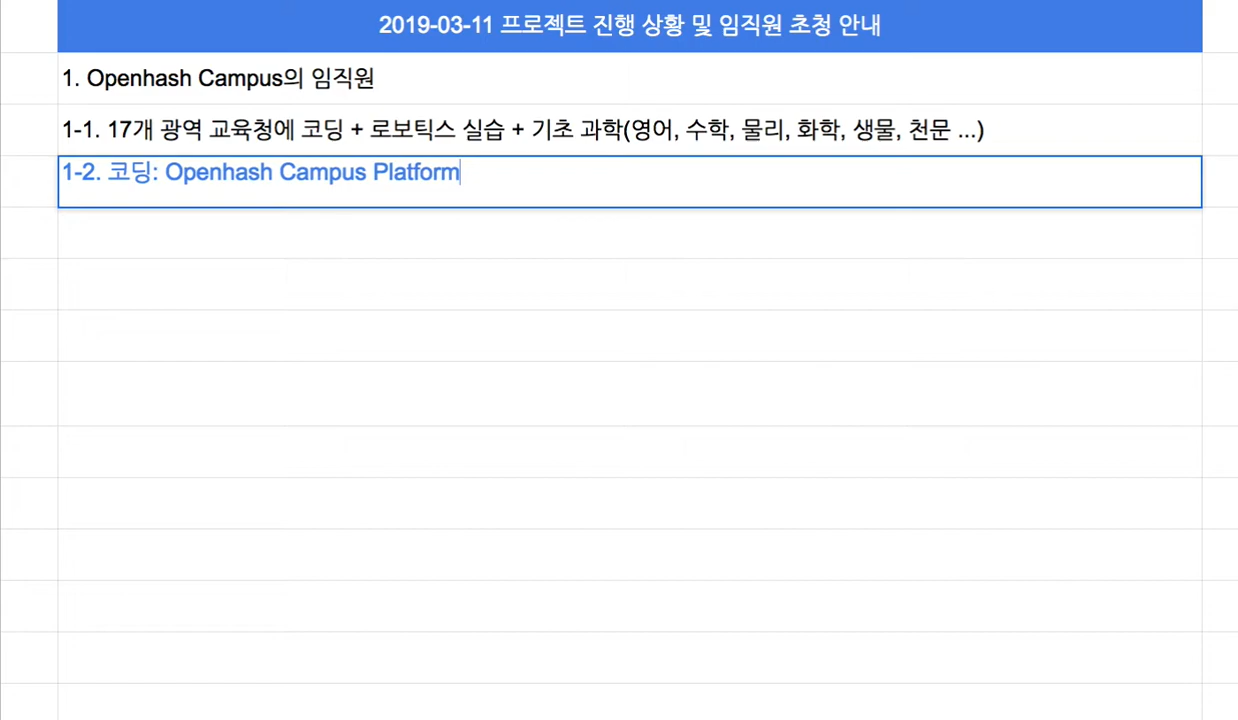 2019-03-11 프로젝트 진행 상황 및 임직원 초청 안내
1. Openhash Campus의 임직원
1-1. 17개 광역 교육청에 코딩 + 로보틱스 실습 + 기초 과학(영어, 수학, 물리, 화학, 생물, 천문 ...)
1-2. 코딩: Openhash Campus Platform